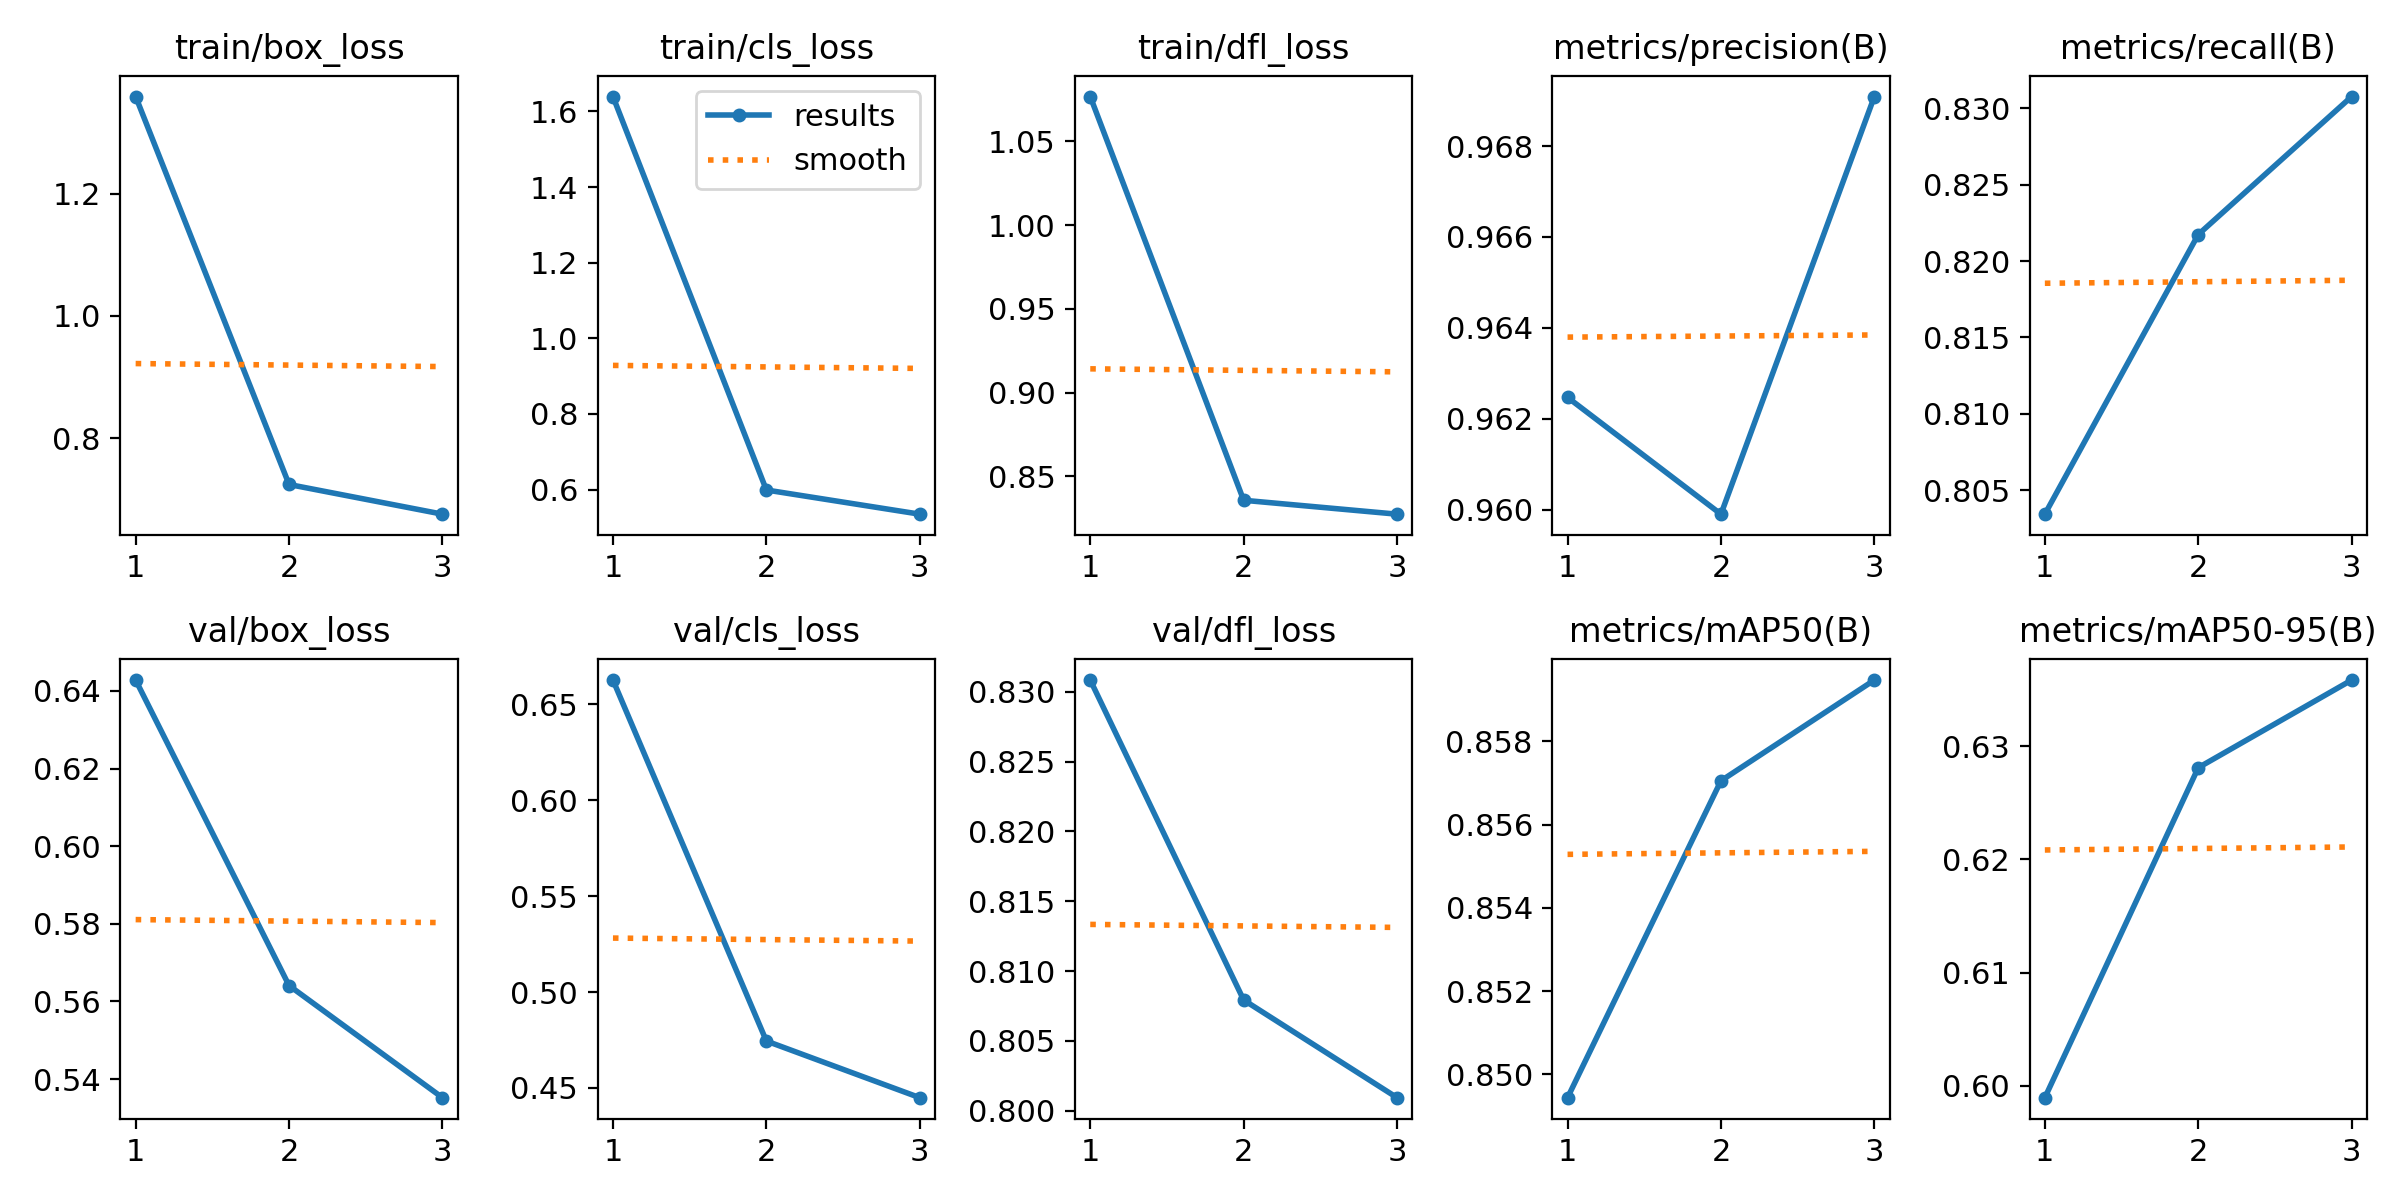 train/box_loss
1.2
1.0
0.8
1 2 3
train/cls_loss
results
smooth
1.6
1.4
1.2
1.0
0.8
0.6
1 2 3
train/dfl_loss
1.05
1.00
0.95
0.90
0.85
1 2 3
metrics/precision(B)
0.968
0.966
0.964
0.962
0.960
1 2 3
metrics/recall(B)
0.830
0.825
0.820
0.815
0.810
0.805
1 2 3
val/box_loss
0.64
0.62
0.60
0.58
0.56
0.54
1 2 3
val/cls_loss
0.65
0.60
0.55
0.50
0.45
1 2 3
val/dfl_loss
0.830
0.825
0.820
0.815
0.810
0.805
0.800
1 2 3
metrics/mAP50(B)
0.858
0.856
0.854
0.852
0.850
1 2 3
metrics/mAP50-95(B)
0.63
0.62
0.61
0.60
1 2 3